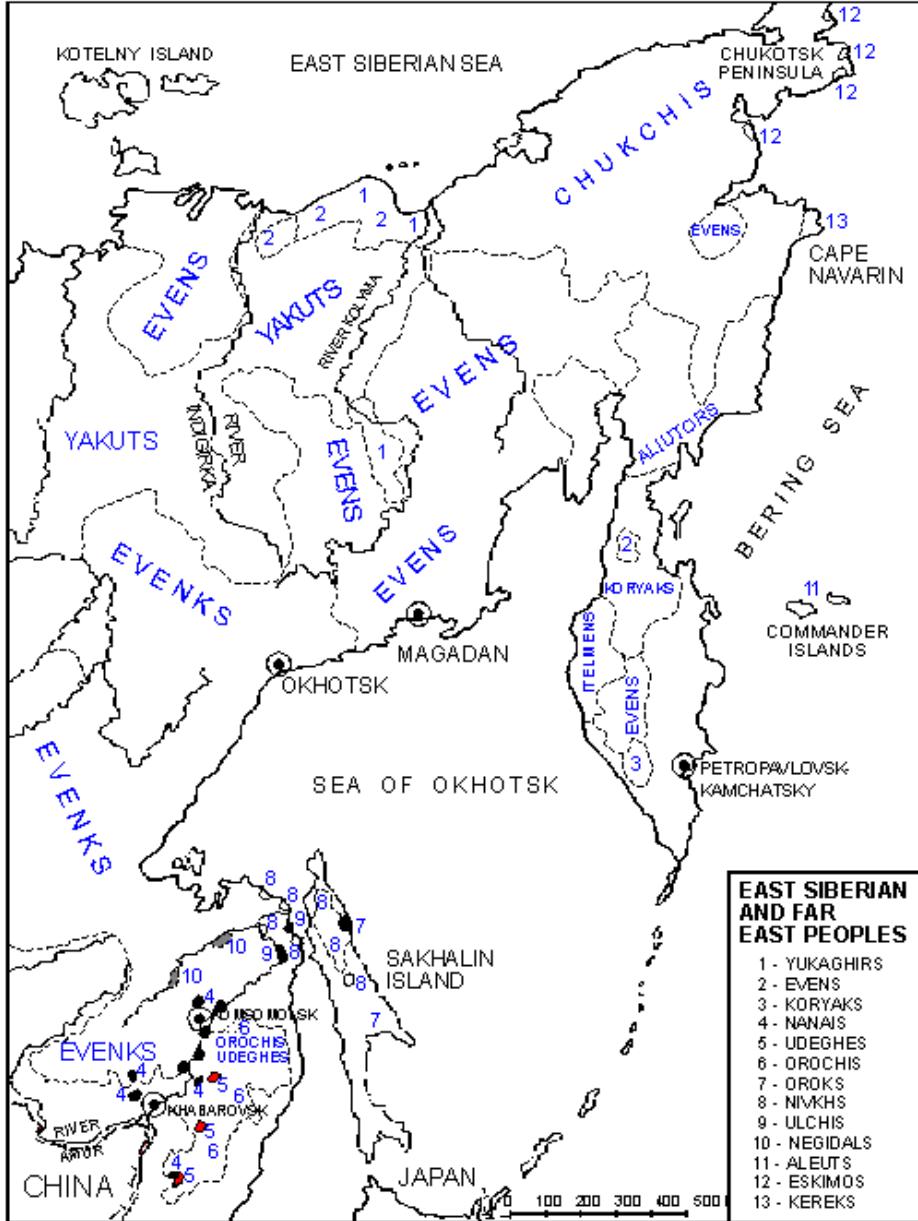 KOTELNY ISLAND
EAST SIBERIAN SEA
12
12
CHUKOTSK
PENINSULA
12
12
CHUKCHIS
1
2
2
1
2
EVENS
13
CAPE
NAVARIN
EVENS
YAKUTS
RIVER KOLYMA
EVENS
YAKUTS
RIVER
INDIGIRKA
EVENS
1
ALIUTORS
BERING SEA
EVENKS
EVENS
2
KORYAKS
11
COMMANDER
ISLANDS
MAGADAN
OKHOTSK
ITELMENS
EVENS
3
PETROPAVLOVSK-
KAMCHATSKY
EVENKS
SEA OF OKHOTSK
8
8
8
8
9
7
10
9
8
8
SAKHALIN
ISLAND
8
10
4
7
OMSOMOLSK
6
OROCHIS
UDEGHES
EVENKS
4
4
5
4
6
KHABAROVSK
RIVER
AMUR
5
6
4
5
CHINA
JAPAN
0 100 200 300 400 500
EAST SIBERIAN
AND FAR
EAST PEOPLES
1 - YUKAGHIRS
2 - EVENS
3 - KORYAKS
4 - NANAIS
5 - UDEGHES
6 - OROCHIS
7 - OROKS
8 - NIVKHS
9 - ULCHIS
10 - NEGIDALS
11 - ALEUTS
12 - ESKIMOS
13 - KEREKS